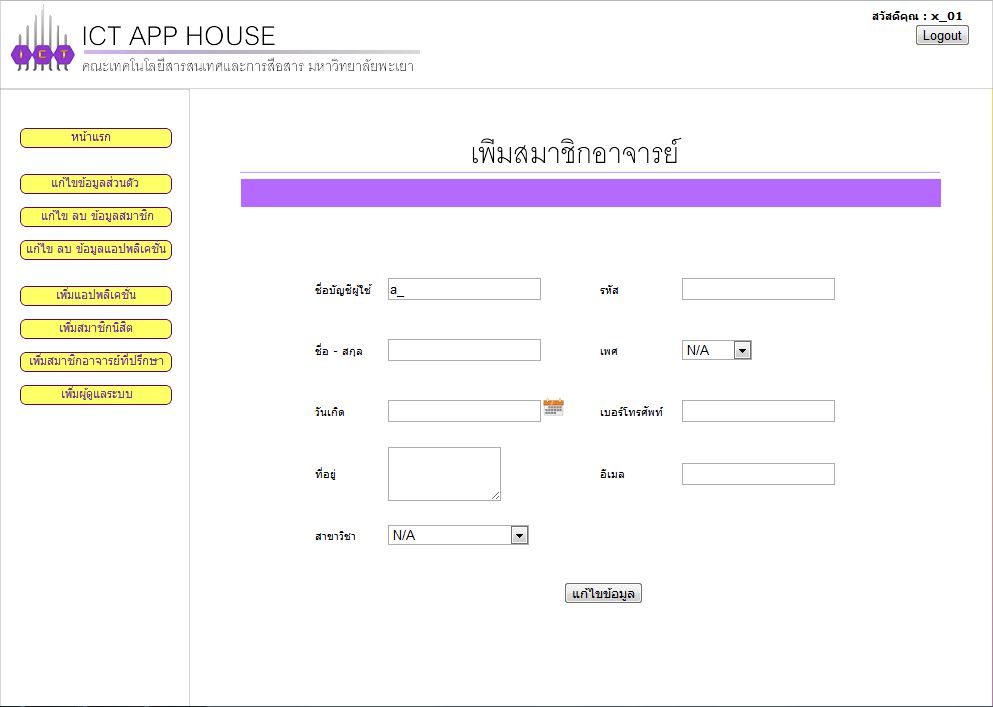 สวัสดีคุณ : x_01
ICT APP HOUSE
Logout
I C T
คณะเทคโนโลยีสารสนเทศและการสื่อสาร มหาวิทยาลัยพะเยา
หน้าแรก
แก้ไขข้อมูลส่วนตัว
แก้ไข ลบ ข้อมูลสมาชิก
แก้ไข ลบ ข้อมูลแอปพลิเคชั่น
เพิ่มแอปพลิเคชั่น
เพิ่มสมาชิกนิสิต
เพิ่มสมาชิกอาจารย์ที่ปรึกษา
เพิ่มผู้ดูแลระบบ
เพิ่มสมาชิกอาจารย์
ชื่อบัญชีผู้ใช้ a_ รหัส
ชื่อ - สกุล เพศ N/A
วันเกิด เบอร์โทรศัพท์
ที่อยู่ อีเมล
สาขาวิชา N/A
แก้ไขข้อมูล